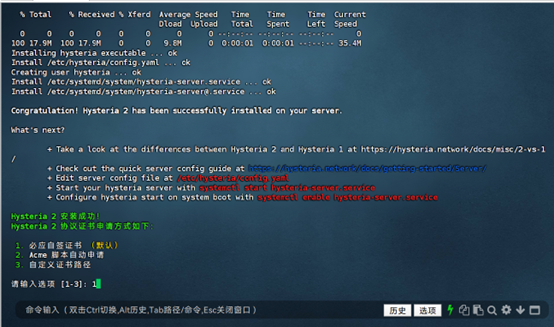 % Total % Received % Xferd Average Speed Time Time Time Current
Dload Upload Total Spent Left Speed
0 0 0 0 0 0 0 0 --:--:-- --:--:-- --:--:-- 0
100 17.9M 100 17.9M 0 0 9.8M 0 0:00:01 0:00:01 --:--:-- 35.4M
Installing hysteria executable ... ok
Install /etc/hysteria/config.yaml ... ok
Creating user hysteria ... ok
Install /etc/systemd/system/hysteria-server.service ... ok
Install /etc/systemd/system/hysteria-server@.service ... ok
Congratulation! Hysteria 2 has been successfully installed on your server.
What's next?
+ Take a look at the differences between Hysteria 2 and Hysteria 1 at https://hysteria.network/docs/misc/2-vs-1
/
+ Check out the quick server config guide at https://hysteria.network/docs/getting-started/Server/
+ Edit server config file at /etc/hysteria/config.yaml
+ Start your hysteria server with systemctl start hysteria-server.service
+ Configure hysteria start on system boot with systemctl enable hysteria-server.service
Hysteria 2 安装成功!
Hysteria 2 协议证书申请方式如下:
1. 必应自签证书 (默认)
2. Acme 脚本自动申请
3. 自定义证书路径
请输入选项 [1-3]: 1
命令输入 (双击Ctrl切换,Alt历史,Tab路径/命令,Esc关闭窗口)
历史 选项